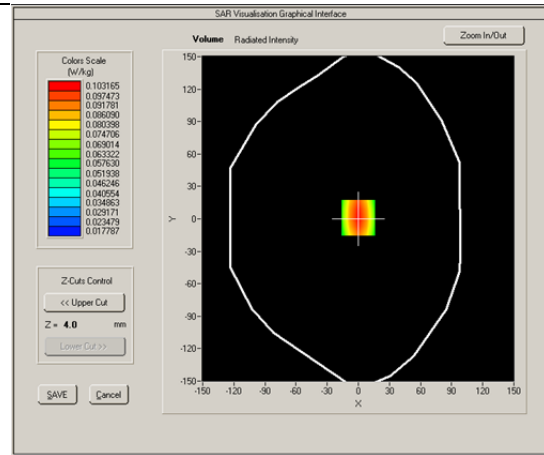 SAR Visualisation Graphical Interface
Volume Radiated Intensity
Zoom In/Out
Colors Scale
(W/kg)
0.103165
0.097473
0.091781
0.086090
0.080398
0.074706
0.069014
0.063322
0.057630
0.051938
0.046246
0.040554
0.034863
0.029171
0.023479
0.017787
Z-Cuts Control
<< Upper Cut
Z = 4.0 mm
Lower Cut >>
SAVE Cancel
150
120
90
60
30
0
-30
-60
-90
-120
-150
Y
-150 -120 -90 -60 -30 0 30 60 90 120 150
X